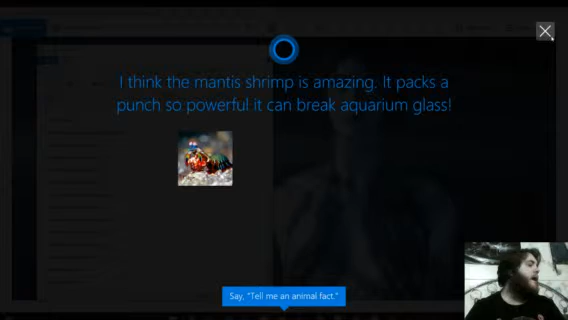 I think the mantis shrimp is amazing. It packs a
punch so powerful it can break aquarium glass!
Say, "Tell me an animal fact."